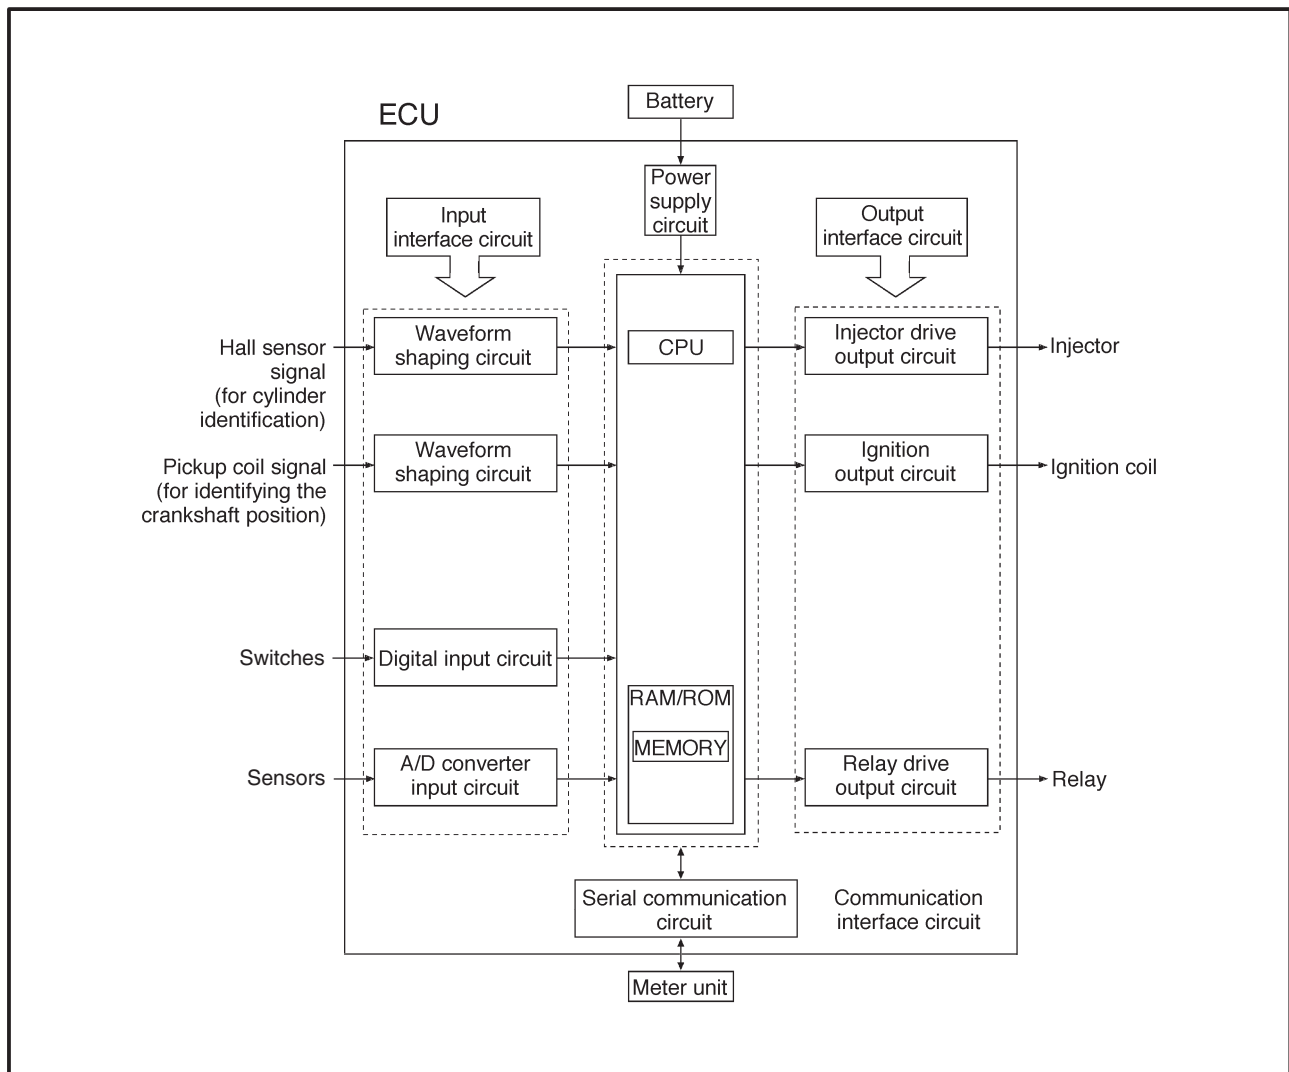 ECU
Battery
Power
supply
circuit
Input
interface circuit
Output
interface circuit
Hall sensor
signal
(for cylinder
identification)
Waveform
shaping circuit
CPU
Injector drive
output circuit
Injector
Pickup coil signal
(for identifying the
crankshaft position)
Waveform
shaping circuit
Ignition
output circuit
Ignition coil
Switches
Digital input circuit
RAM/ROM
MEMORY
Sensors
A/D converter
input circuit
Relay drive
output circuit
Relay
Serial communication
circuit
Communication
interface circuit
Meter unit